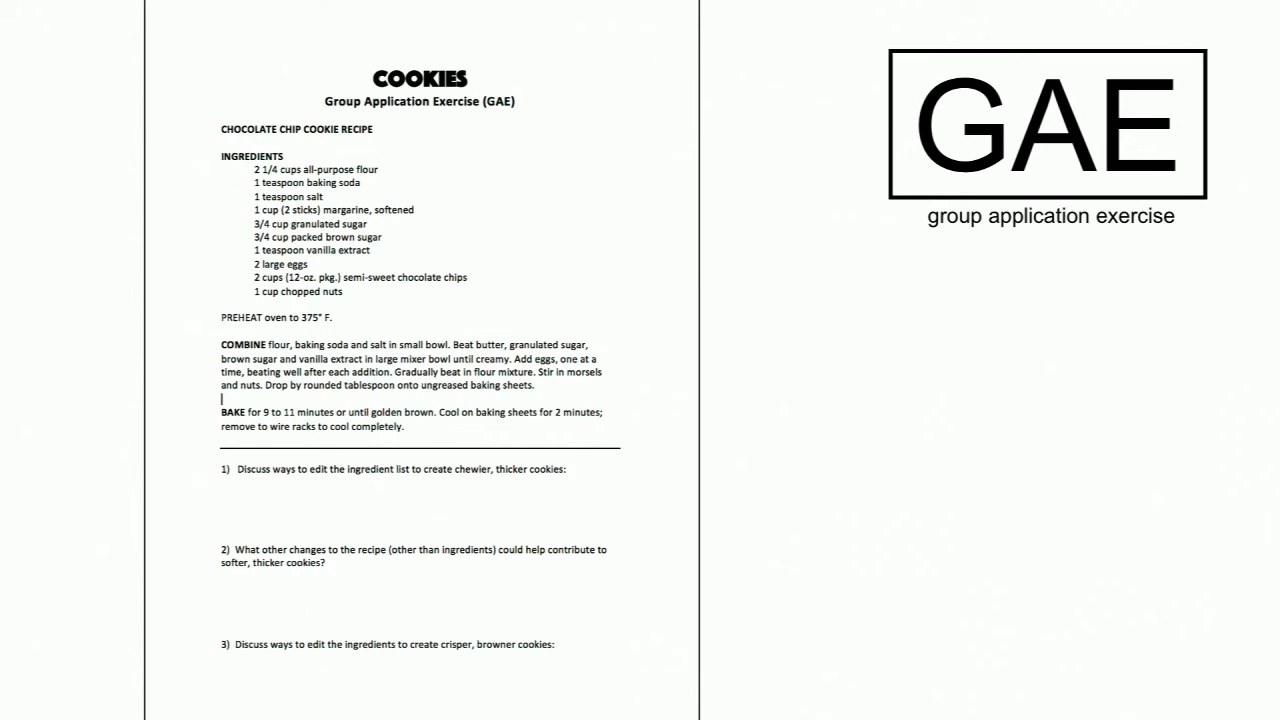 COOKIES
Group Application Exercise (GAE)
CHOCOLATE CHIP COOKIE RECIPE
INGREDIENTS
2 1/4 cups all-purpose flour
1 teaspoon baking soda
1 teaspoon salt
1 cup (2 sticks) margarine, softened
3/4 cup granulated sugar
3/4 cup packed brown sugar
1 teaspoon vanilla extract
2 large eggs
2 cups (12-oz. pkg.) semi-sweet chocolate chips
1 cup chopped nuts
PREHEAT oven to 375° F.
COMBINE flour, baking soda and salt in small bowl. Beat butter, granulated sugar,
brown sugar and vanilla extract in large mixer bowl until creamy. Add eggs, one at a
time, beating well after each addition. Gradually beat in flour mixture. Stir in morsels
and nuts. Drop by rounded tablespoon onto ungreased baking sheets.
BAKE for 9 to 11 minutes or until golden brown. Cool on baking sheets for 2 minutes;
remove to wire racks to cool completely.
1) Discuss ways to edit the ingredient list to create chewier, thicker cookies:
2) What other changes to the recipe (other than ingredients) could help contribute to
softer, thicker cookies?
3) Discuss ways to edit the ingredients to create crisper, browner cookies:
GAE
group application exercise